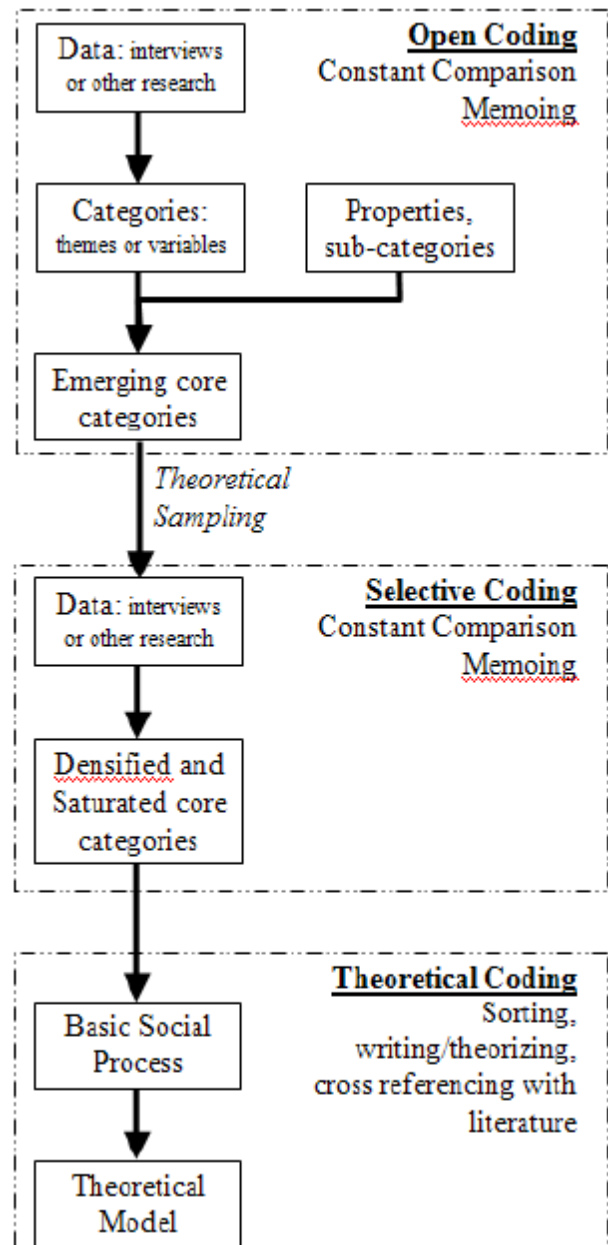 Open Coding
Constant Comparison
Memoing
Data: interviews
or other research
Categories:
themes or variables
Properties,
sub-categories
Emerging core
categories
Theoretical
Sampling
Selective Coding
Constant Comparison
Memoing
Data: interviews
or other research
Densified and
Saturated core
categories
Theoretical Coding
Sorting,
writing/theorizing,
cross referencing with
literature
Basic Social
Process
Theoretical
Model